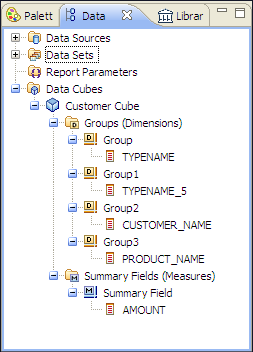 Palett Data Librar
Data Sources
Data Sets
Report Parameters
Data Cubes
Customer Cube
Groups (Dimensions)
Group
TYPENAME
Group1
TYPENAME_5
Group2
CUSTOMER_NAME
Group3
PRODUCT_NAME
Summary Fields (Measures)
Summary Field
AMOUNT